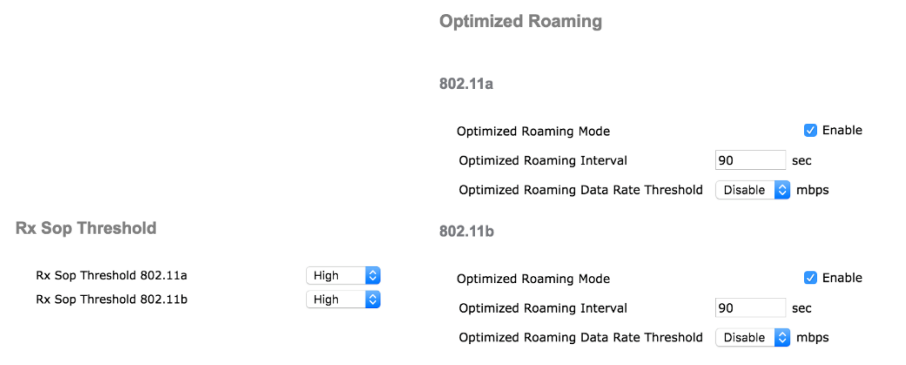 Optimized Roaming
802.11a
Optimized Roaming Mode Enable
Optimized Roaming Interval 90 sec
Optimized Roaming Data Rate Threshold Disable mbps
Rx Sop Threshold
Rx Sop Threshold 802.11a High
Rx Sop Threshold 802.11b High
802.11b
Optimized Roaming Mode Enable
Optimized Roaming Interval 90 sec
Optimized Roaming Data Rate Threshold Disable mbps